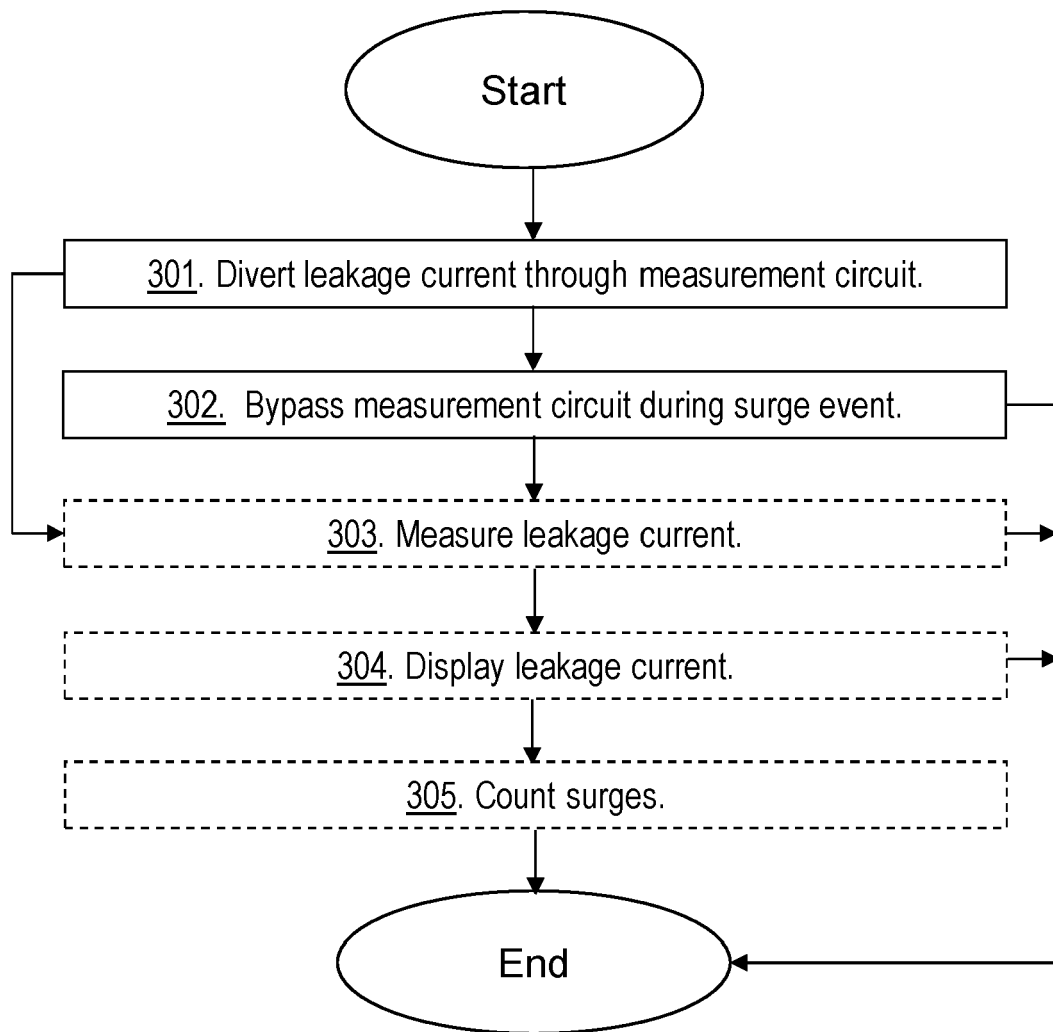 Start
301. Divert leakage current through measurement circuit.
302. Bypass measurement circuit during surge event.
303. Measure leakage current.
304. Display leakage current.
305. Count surges.
End